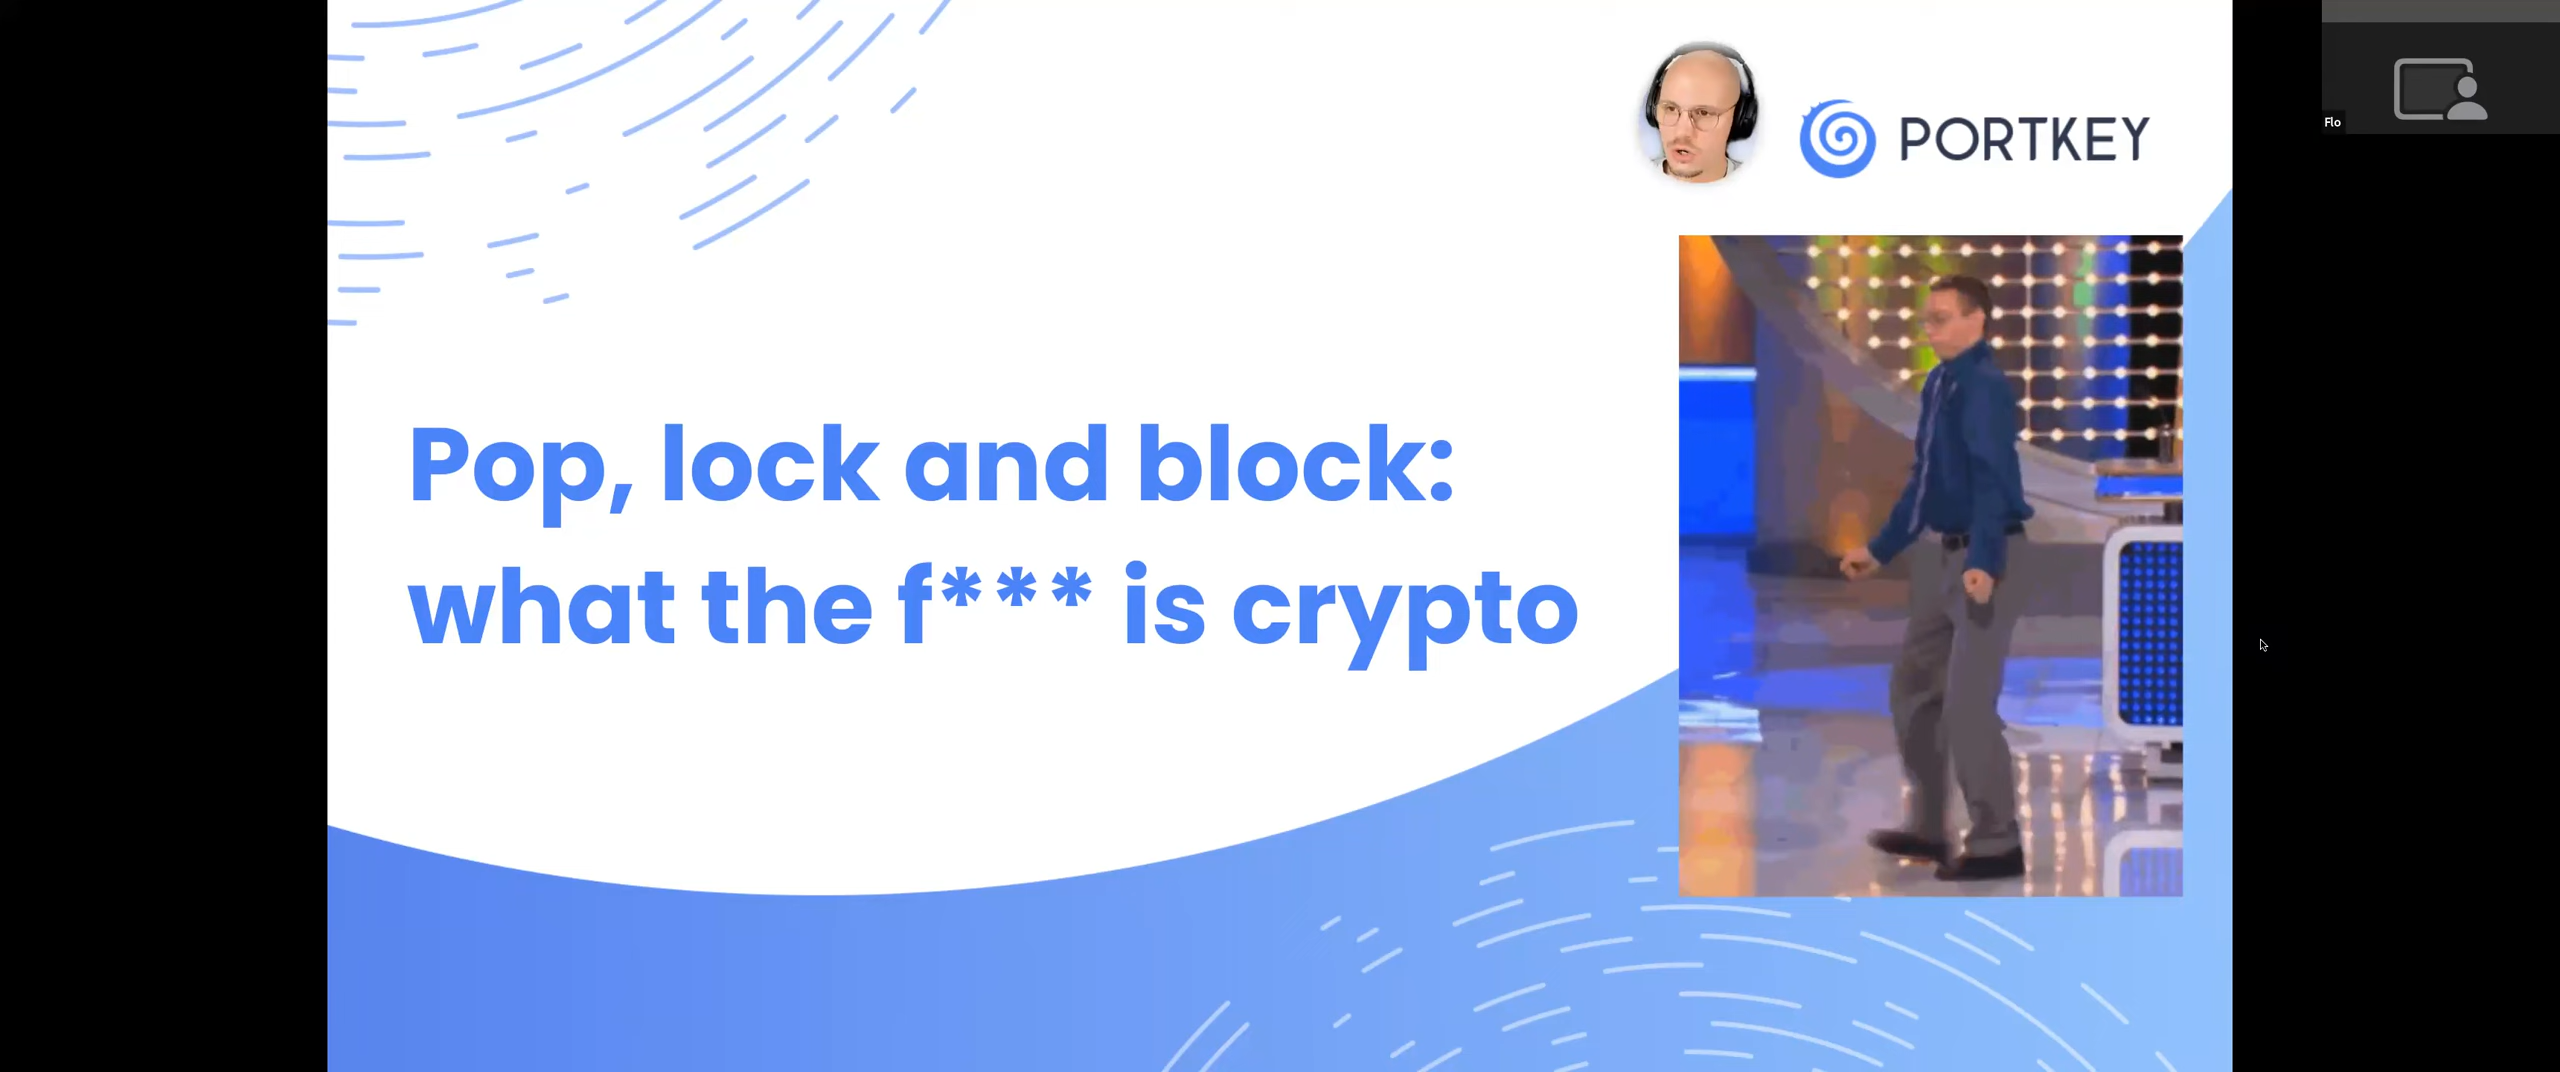 PORTKEY
Flo
Pop, lock and block:
what the f*** is crypto